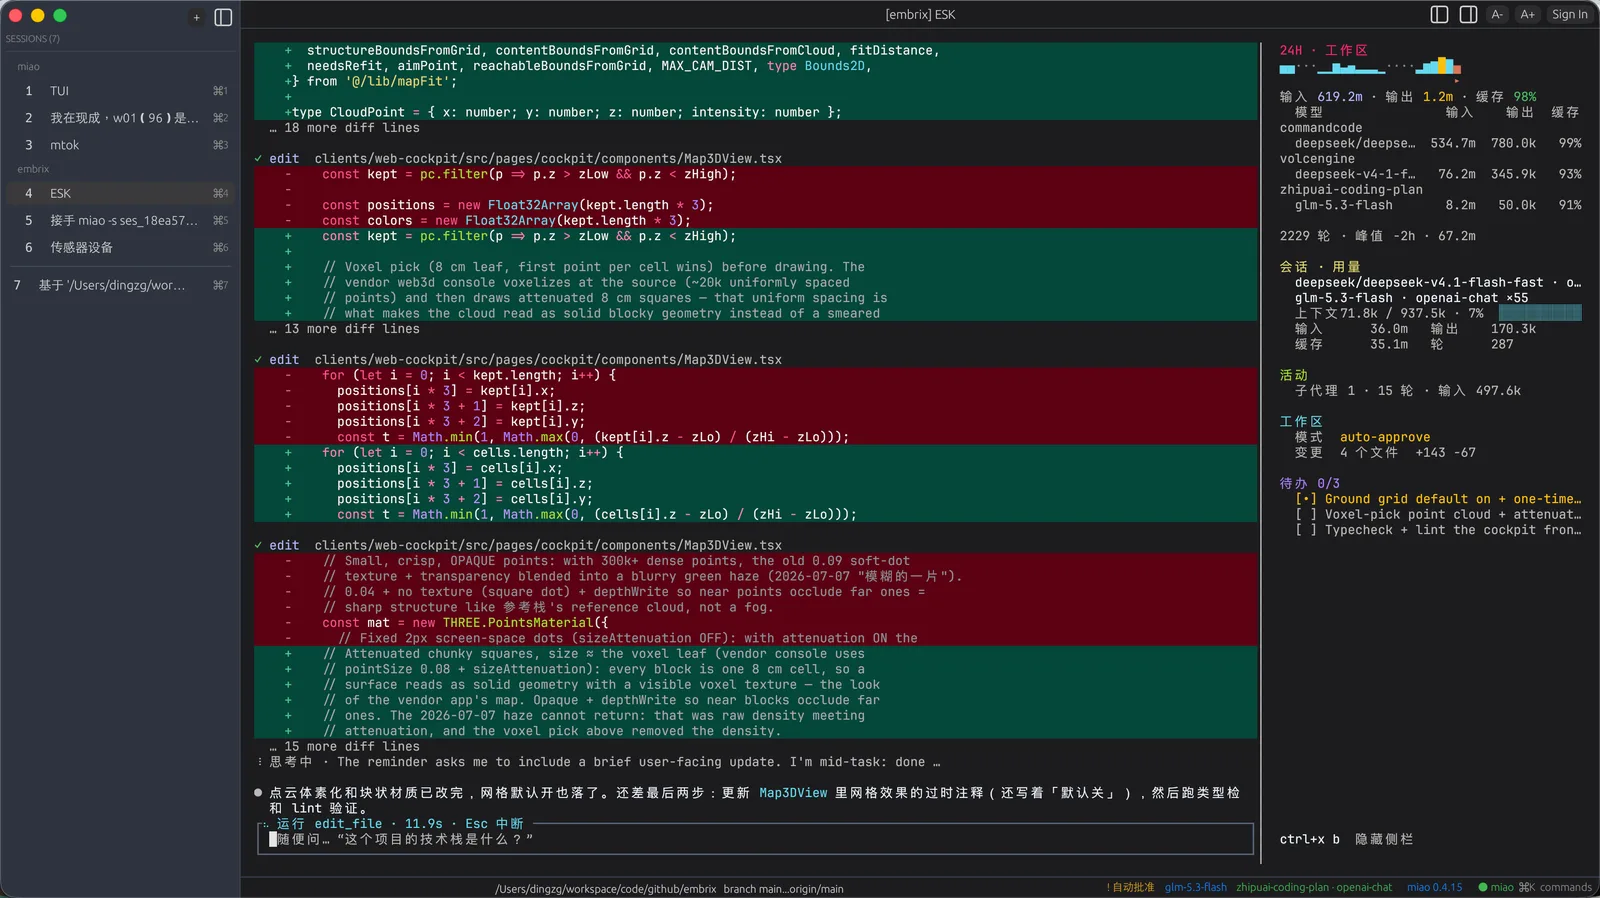 [embrix] ESK
A-
A+
Sign In
SESSIONS (7)
miao
1 TUI ⌘1
2 我在现成，w01 ( 96 ) 是... ⌘2
3 mtok ⌘3
embrix
4 ESK ⌘4
5 接手 miao -s ses_18ea57... ⌘5
6 传感器设备 ⌘6
7 基于 '/Users/dingzg/wor... ⌘7
+ structureBoundsFromGrid, contentBoundsFromGrid, contentBoundsFromCloud, fitDistance,
+ needsRefit, aimPoint, reachableBoundsFromGrid, MAX_CAM_DIST, type Bounds2D,
+} from '@/lib/mapFit';
+
+type CloudPoint = { x: number; y: number; z: number; intensity: number };
… 18 more diff lines
✓ edit clients/web-cockpit/src/pages/cockpit/components/Map3DView.tsx
- const kept = pc.filter(p => p.z > zLow && p.z < zHigh);
-
- const positions = new Float32Array(kept.length * 3);
- const colors = new Float32Array(kept.length * 3);
+ const kept = pc.filter(p => p.z > zLow && p.z < zHigh);
+
+ // Voxel pick (8 cm leaf, first point per cell wins) before drawing. The
+ // vendor web3d console voxelizes at the source (~20k uniformly spaced
+ // points) and then draws attenuated 8 cm squares — that uniform spacing is
+ // what makes the cloud read as solid blocky geometry instead of a smeared
… 13 more diff lines
✓ edit clients/web-cockpit/src/pages/cockpit/components/Map3DView.tsx
- for (let i = 0; i < kept.length; i++) {
- positions[i * 3] = kept[i].x;
- positions[i * 3 + 1] = kept[i].z;
- positions[i * 3 + 2] = kept[i].y;
- const t = Math.min(1, Math.max(0, (kept[i].z - zLo) / (zHi - zLo)));
+ for (let i = 0; i < cells.length; i++) {
+ positions[i * 3] = cells[i].x;
+ positions[i * 3 + 1] = cells[i].z;
+ positions[i * 3 + 2] = cells[i].y;
+ const t = Math.min(1, Math.max(0, (cells[i].z - zLo) / (zHi - zLo)));
✓ edit clients/web-cockpit/src/pages/cockpit/components/Map3DView.tsx
- // Small, crisp, OPAQUE points: with 300k+ dense points, the old 0.09 soft-dot
- // texture + transparency blended into a blurry green haze (2026-07-07 "模糊的一片").
- // 0.04 + no texture (square dot) + depthWrite so near points occlude far ones =
- // sharp structure like 参考栈's reference cloud, not a fog.
- const mat = new THREE.PointsMaterial({
- // Fixed 2px screen-space dots (sizeAttenuation OFF): with attenuation ON the
+ // Attenuated chunky squares, size ≈ the voxel leaf (vendor console uses
+ // pointSize 0.08 + sizeAttenuation): every block is one 8 cm cell, so a
+ // surface reads as solid geometry with a visible voxel texture — the look
+ // of the vendor app's map. Opaque + depthWrite so near blocks occlude far
+ // ones. The 2026-07-07 haze cannot return: that was raw density meeting
+ // attenuation, and the voxel pick above removed the density.
… 15 more diff lines
思考中 · The reminder asks me to include a brief user-facing update. I'm mid-task: done …
● 点云体素化和块状材质已改完，网格默认开也落了。还差最后两步：更新 Map3DView 里网格效果的过时注释（还写着「默认关」），然后跑类型检
和 lint 验证。
运行 edit_file · 11.9s · Esc 中断
随便问… “这个项目的技术栈是什么？”
24H · 工作区
输入 619.2m · 输出 1.2m · 缓存 98%
模型 输入 输出 缓存
commandcode
deepseek/deepse… 534.7m 780.0k 99%
volcengine
deepseek-v4-1-f… 76.2m 345.9k 93%
zhipuai-coding-plan
glm-5.3-flash 8.2m 50.0k 91%
2229 轮 · 峰值 -2h · 67.2m
会话 · 用量
deepseek/deepseek-v4.1-flash-fast · o…
glm-5.3-flash · openai-chat ×55
上下文71.8k / 937.5k · 7%
输入 36.0m 输出 170.3k
缓存 35.1m 轮 287
活动
子代理 1 · 15 轮 · 输入 497.6k
工作区
模式 auto-approve
变更 4 个文件 +143 -67
待办 0/3
[•] Ground grid default on + one-time…
[ ] Voxel-pick point cloud + attenuat…
[ ] Typecheck + lint the cockpit fron…
ctrl+x b 隐藏侧栏
/Users/dingzg/workspace/code/github/embrix branch main...origin/main
! 自动批准 glm-5.3-flash zhipuai-coding-plan · openai-chat miao 0.4.15 ● miao ⌘K commands